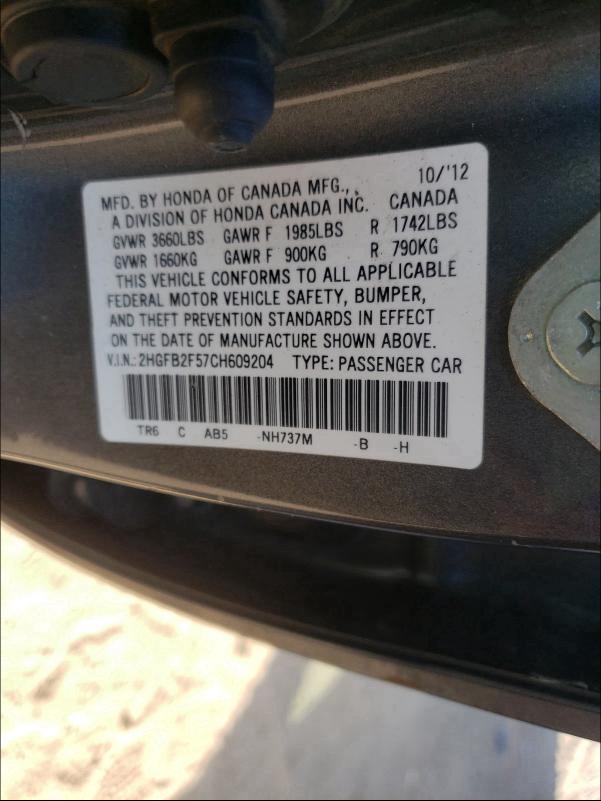 10/'12
MFD. BY HONDA OF CANADA MFG.,
A DIVISION OF HONDA CANADA INC. CANADA
GVWR 3660LBS GAWR F 1985LBS R 1742LBS
GVWR 1660KG GAWR F 900KG R 790KG
THIS VEHICLE CONFORMS TO ALL APPLICABLE
FEDERAL MOTOR VEHICLE SAFETY, BUMPER,
AND THEFT PREVENTION STANDARDS IN EFFECT
ON THE DATE OF MANUFACTURE SHOWN ABOVE.
V.I.N.: 2HGFB2F57CH609204 TYPE: PASSENGER CAR
TR6 C AB5 -NH737M -B -H